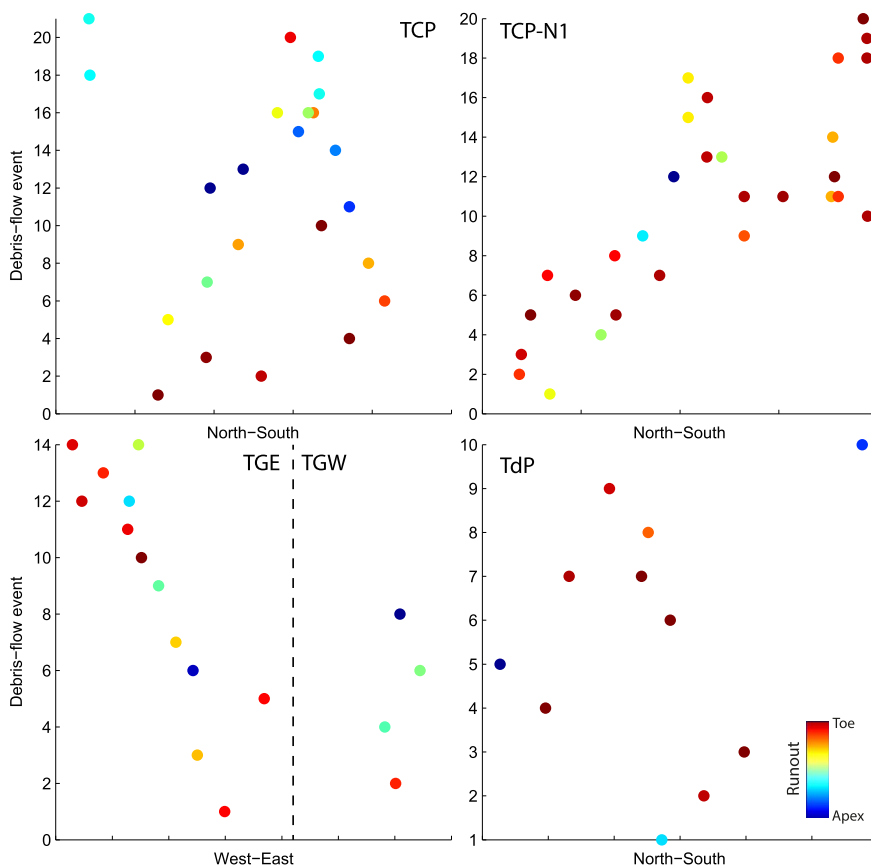 TCP
20
18
16
14
12
10
8
6
4
2
0
Debris-flow event
North-South
TCP-N1
20
18
16
14
12
10
8
6
4
2
0
North-South
TGE
TGW
14
12
10
8
6
4
2
0
Debris-flow event
West-East
TdP
10
9
8
7
6
5
4
3
2
1
North-South
Toe
Runout
Apex